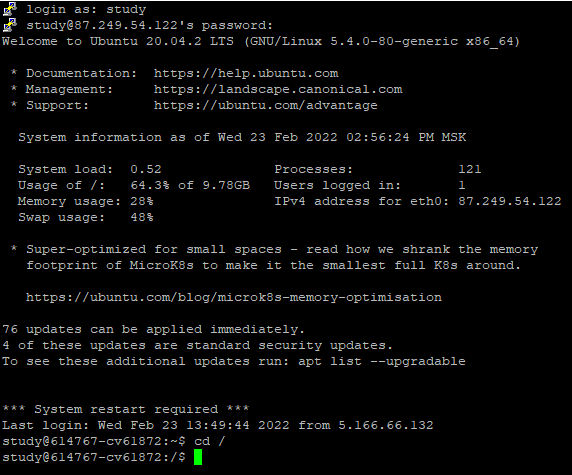 login as: study
study@87.249.54.122's password:
Welcome to Ubuntu 20.04.2 LTS (GNU/Linux 5.4.0-80-generic x86_64)
* Documentation:  https://help.ubuntu.com
* Management:     https://landscape.canonical.com
* Support:        https://ubuntu.com/advantage
System information as of Wed 23 Feb 2022 02:56:24 PM MSK
System load:  0.52               Processes:             121
Usage of /:   64.3% of 9.78GB   Users logged in:       1
Memory usage: 28%               IPv4 address for eth0: 87.249.54.122
Swap usage:   48%
* Super-optimized for small spaces - read how we shrank the memory
footprint of MicroK8s to make it the smallest full K8s around.
https://ubuntu.com/blog/microk8s-memory-optimisation
76 updates can be applied immediately.
4 of these updates are standard security updates.
To see these additional updates run: apt list --upgradable
*** System restart required ***
Last login: Wed Feb 23 13:49:44 2022 from 5.166.66.132
study@614767-cv61872:~$ cd /
study@614767-cv61872:/$